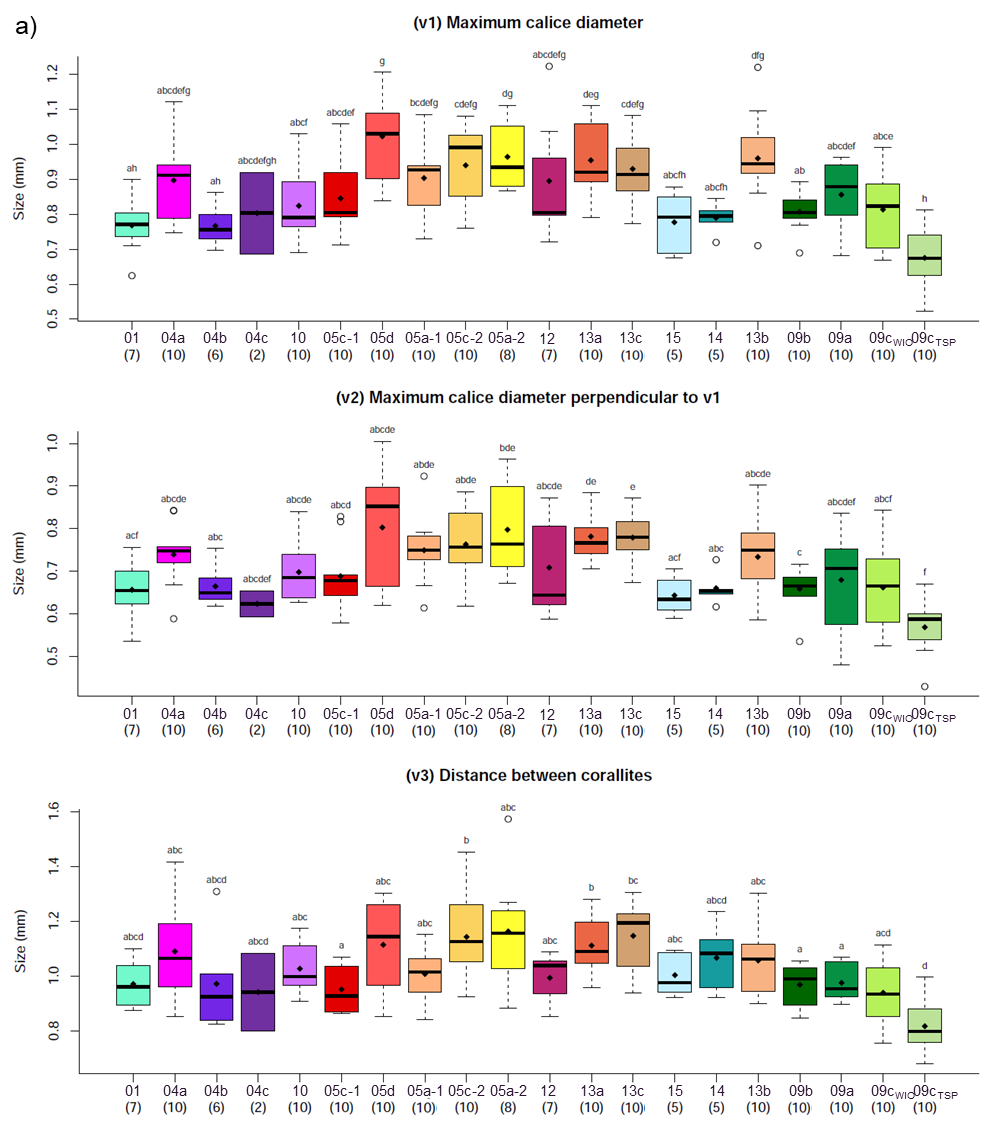 a)
(v1) Maximum calice diameter
Size (mm)
1.2
1.1
1.0
0.9
0.8
0.7
0.6
0.5
ah abcdefg ah abcdefgh abcf abcdef g bcdefg cdefg dg abcdefg deg cdefg abcfh abcfh dfg ab abcdef abce h
01 04a 04b 04c 10 05c-1 05d 05a-1 05c-2 05a-2 12 13a 13c 15 14 13b 09b 09a 09cWIO 09cTSP
(7) (10) (6) (2) (10) (10) (10) (10) (10) (8) (7) (10) (10) (5) (5) (10) (10) (10) (10) (10)
(v2) Maximum calice diameter perpendicular to v1
Size (mm)
1.0
0.9
0.8
0.7
0.6
0.5
acf abcde abc abcdef abcde abcd abcde abde abde bde abcde de e acf abc abcde c abcdef abcf f
01 04a 04b 04c 10 05c-1 05d 05a-1 05c-2 05a-2 12 13a 13c 15 14 13b 09b 09a 09cWIO 09cTSP
(7) (10) (6) (2) (10) (10) (10) (10) (10) (8) (7) (10) (10) (5) (5) (10) (10) (10) (10) (10)
(v3) Distance between corallites
Size (mm)
1.6
1.4
1.2
1.0
0.8
abcd abc abcd abcd abc a abc abc b abc abc b bc abc abcd abc a a acd d
01 04a 04b 04c 10 05c-1 05d 05a-1 05c-2 05a-2 12 13a 13c 15 14 13b 09b 09a 09cWIO 09cTSP
(7) (10) (6) (2) (10) (10) (10) (10) (10) (8) (7) (10) (10) (5) (5) (10) (10) (10) (10) (10)